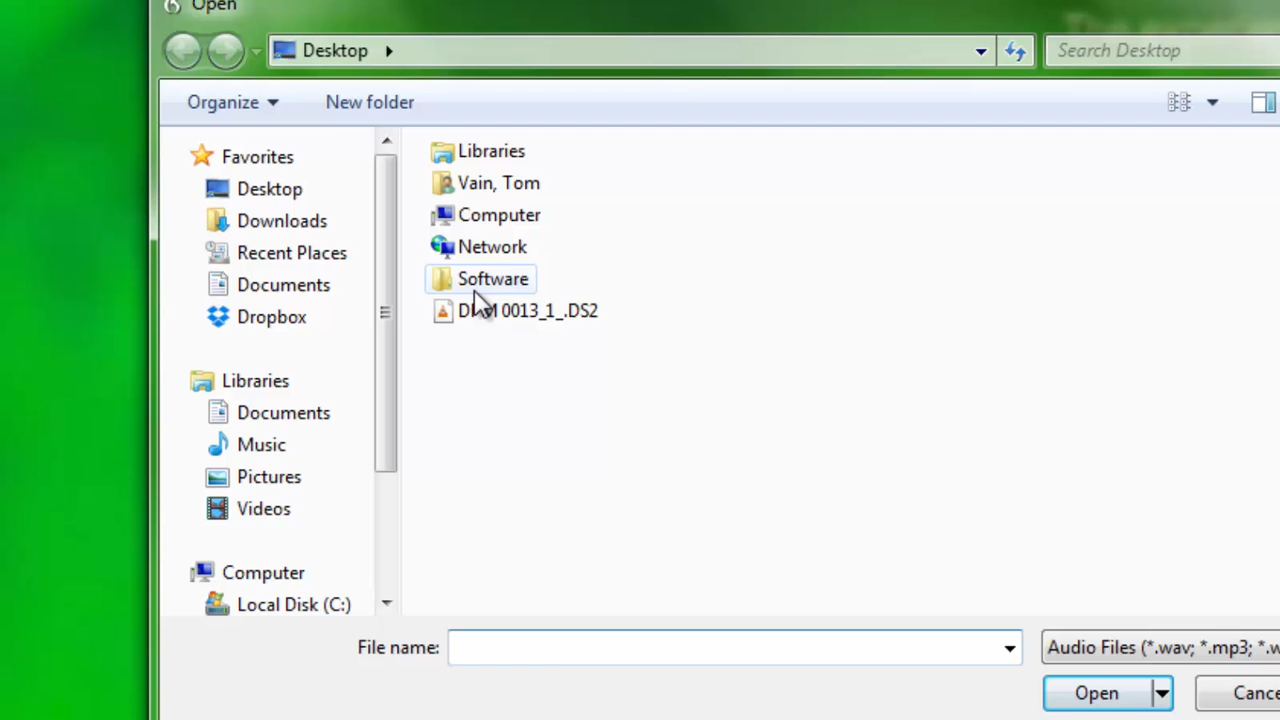 Open
Desktop
Search Desktop
Organize
New folder
Favorites
Desktop
Downloads
Recent Places
Documents
Dropbox
Libraries
Documents
Music
Pictures
Videos
Computer
Local Disk (C:)
Libraries
Vain, Tom
Computer
Network
Software
0013_1_.DS2
File name:
Audio Files (*.wav; *.mp3; *.w
Open
Cance